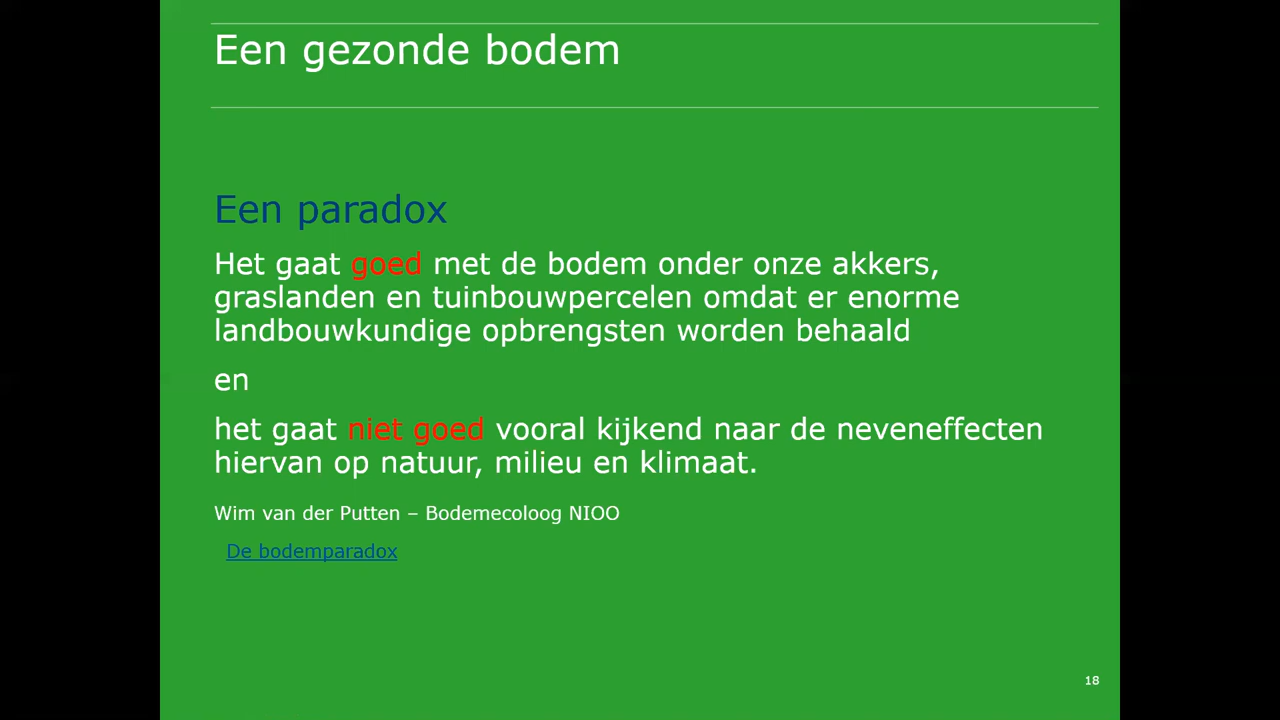 Een gezonde bodem
Een paradox
Het gaat goed met de bodem onder onze akkers,
graslanden en tuinbouwpercelen omdat er enorme
landbouwkundige opbrengsten worden behaald
en
het gaat niet goed vooral kijkend naar de neveneffecten
hiervan op natuur, milieu en klimaat.
Wim van der Putten – Bodemecoloog NIOO
De bodemparadox
18